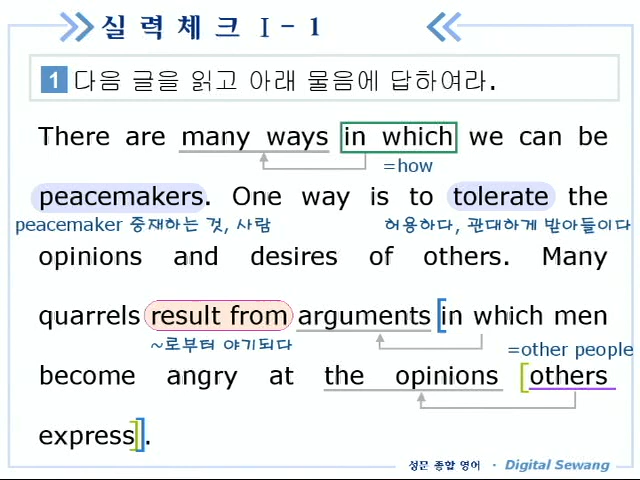 실력체크 I - 1
1 다음 글을 읽고 아래 물음에 답하여라.
There are many ways in which we can be
=how
peacemakers. One way is to tolerate the
peacemaker 중재하는 것, 사람 허용하다, 관대하게 받아들이다
opinions and desires of others. Many
quarrels result from arguments [in which men
~로부터 야기되다 =other people
become angry at the opinions [others
express]].
성문 종합 영어 · Digital Sewang